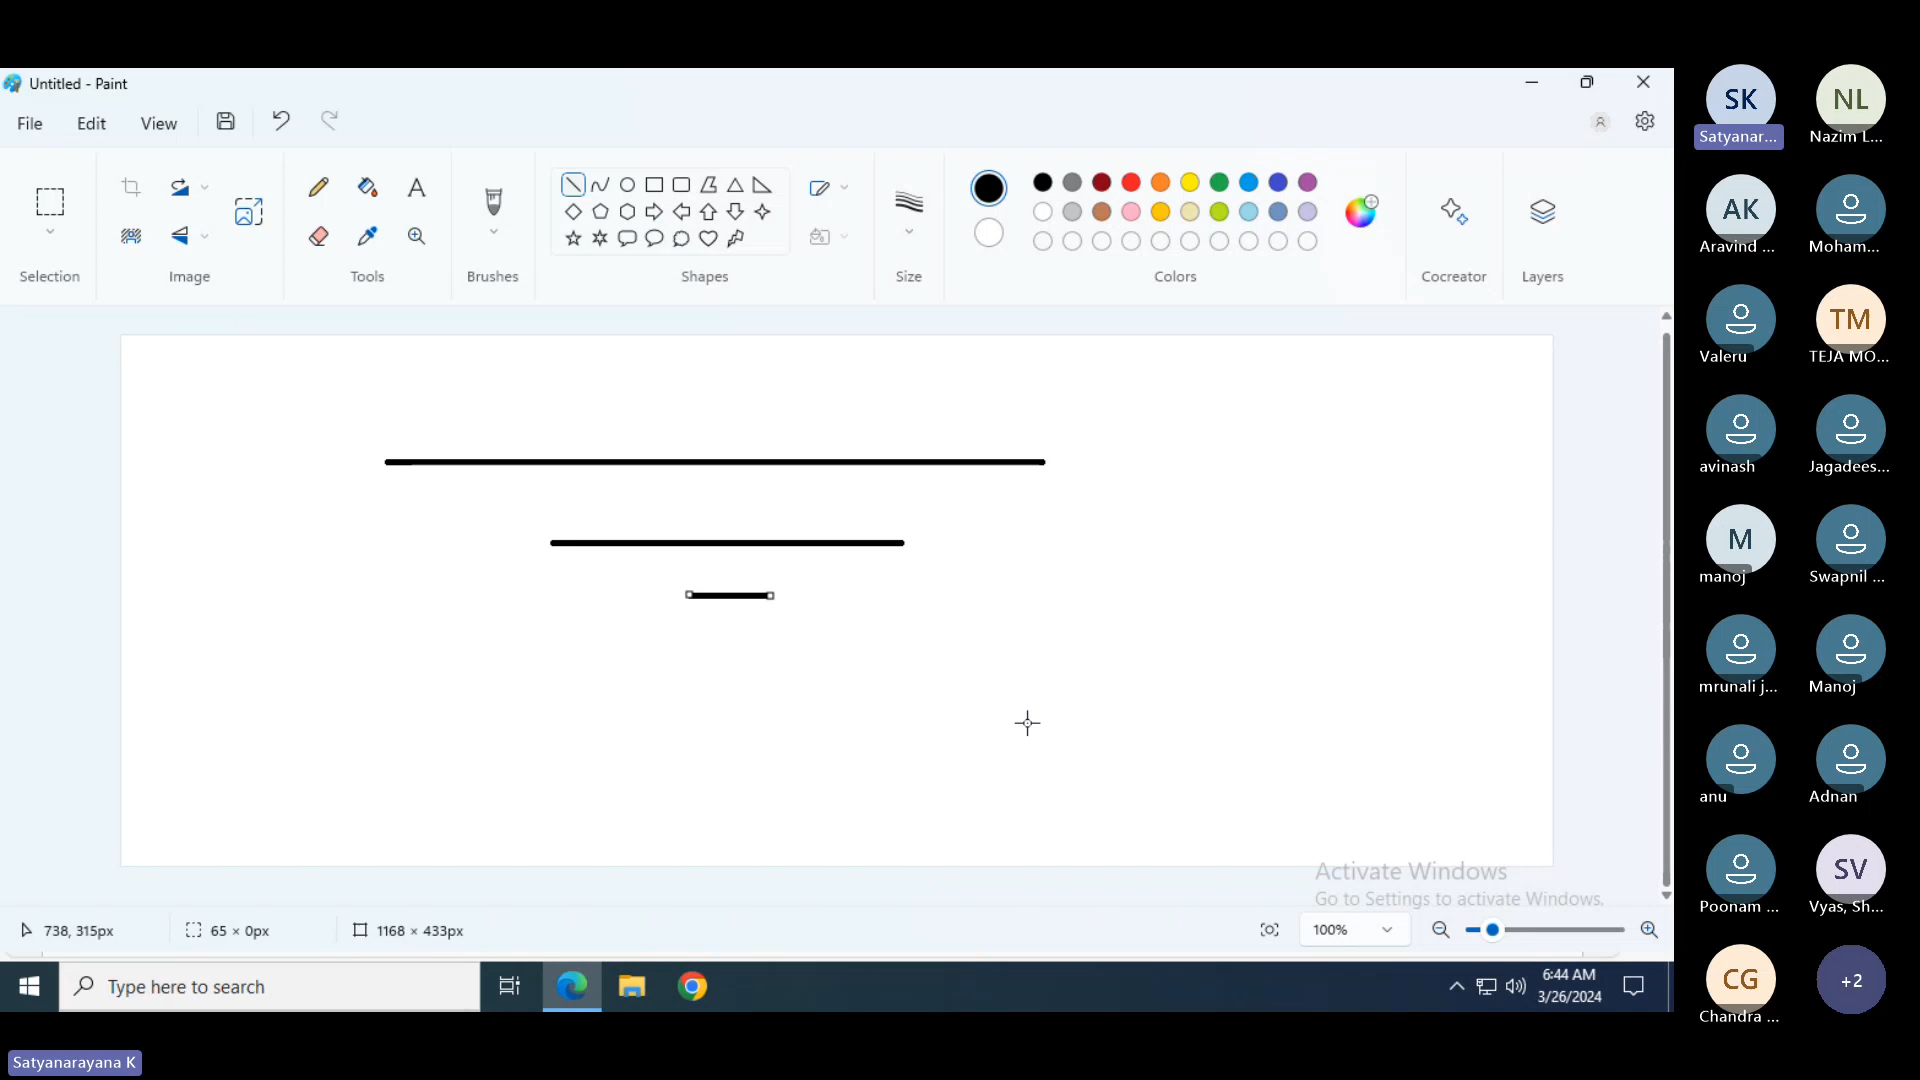 Untitled - Paint
File Edit View
Selection Image Tools Brushes Shapes Size Colors Cocreator Layers
Activate Windows
Go to Settings to activate Windows.
738, 315px 65 × 0px 1168 × 433px 100%
Type here to search
6:44 AM
3/26/2024
SK NL
Satyanar... Nazim L...
AK
Aravind ... Moham...
TM
Valeru TEJA MO...
avinash Jagadees...
M
manoj Swapnil ...
mrunali j... Manoj
anu Adnan
SV
Poonam ... Vyas, Sh...
CG +2
Chandra ...
Satyanarayana K